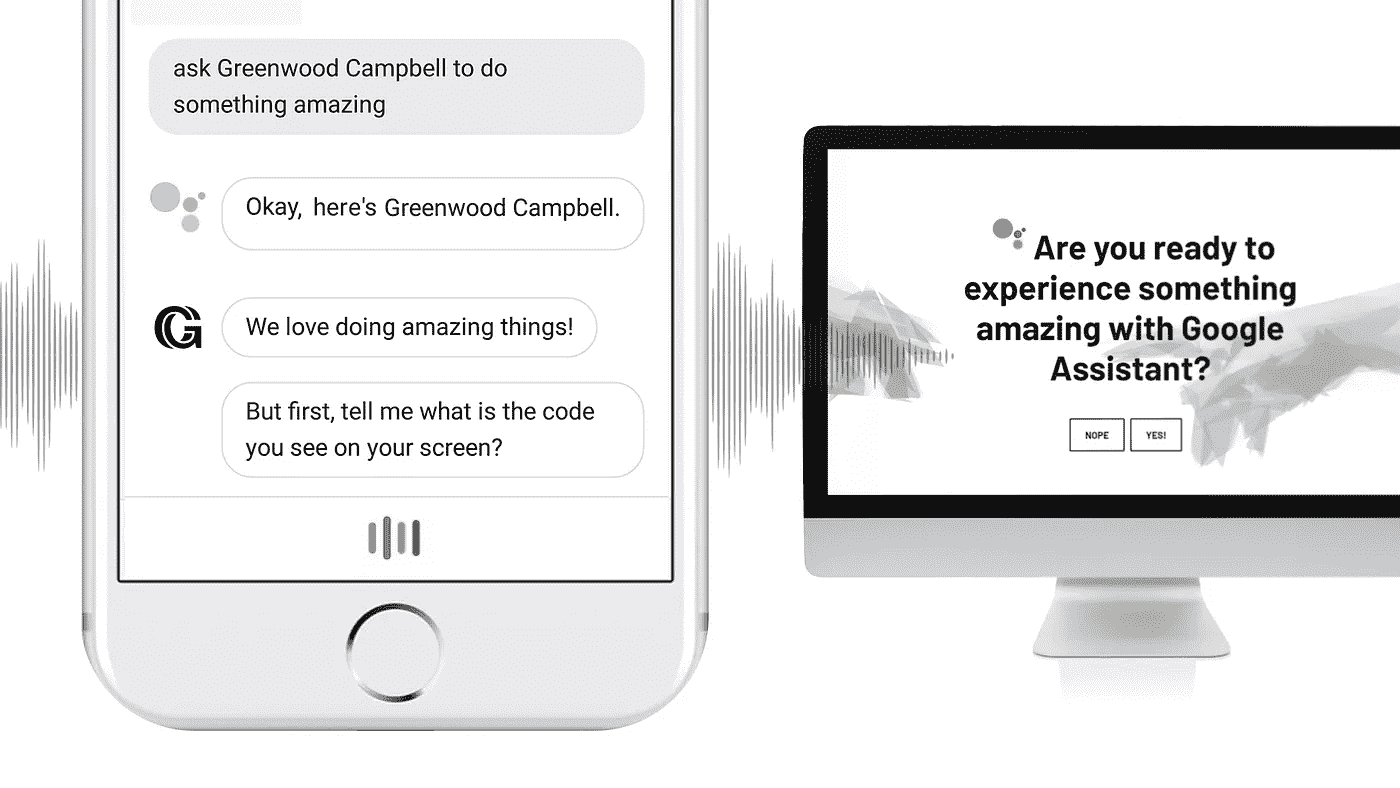 ask Greenwood Campbell to do
something amazing
Okay, here's Greenwood Campbell.
We love doing amazing things!
But first, tell me what is the code
you see on your screen?
Are you ready to
experience something
amazing with Google
Assistant?
NOPE
YES!